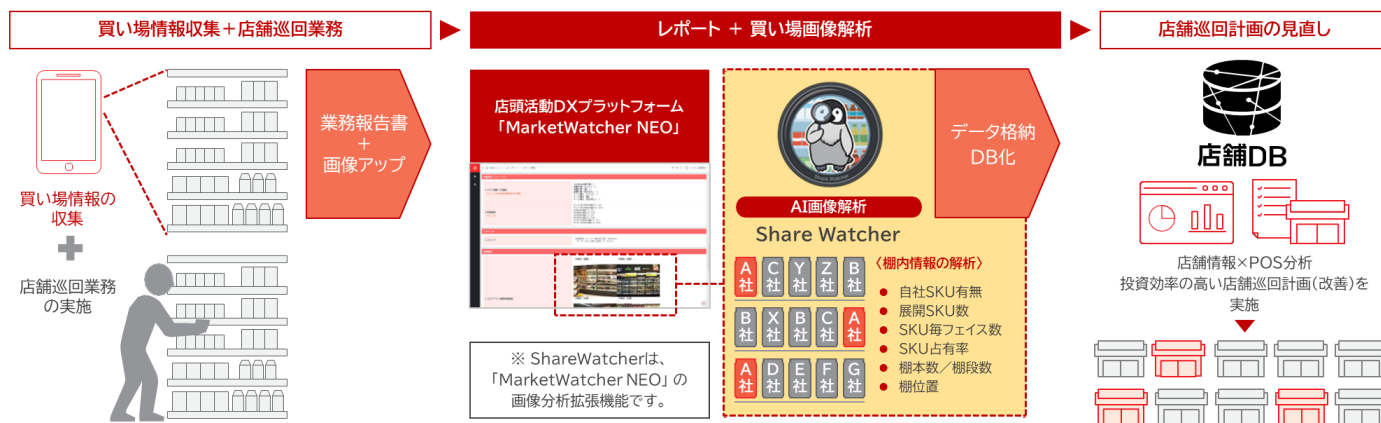 買い場情報収集＋店舗巡回業務
レポート ＋ 買い場画像解析
店舗巡回計画の見直し
買い場情報の
収集
＋
店舗巡回業務
の実施
業務報告書
＋
画像アップ
店頭活動DXプラットフォーム
「MarketWatcher NEO」
※ ShareWatcherは、
「MarketWatcher NEO」の
画像分析拡張機能です。
Share Watcher
AI画像解析
Share Watcher
A社 C社 Y社 Z社 B社
B社 X社 B社 C社 A社
A社 D社 E社 F社 G社
〈棚内情報の解析〉
● 自社SKU有無
● 展開SKU数
● SKU毎フェイス数
● SKU占有率
● 棚本数／棚段数
● 棚位置
データ格納
DB化
店舗DB
店舗情報×POS分析
投資効率の高い店舗巡回計画（改善）を
実施